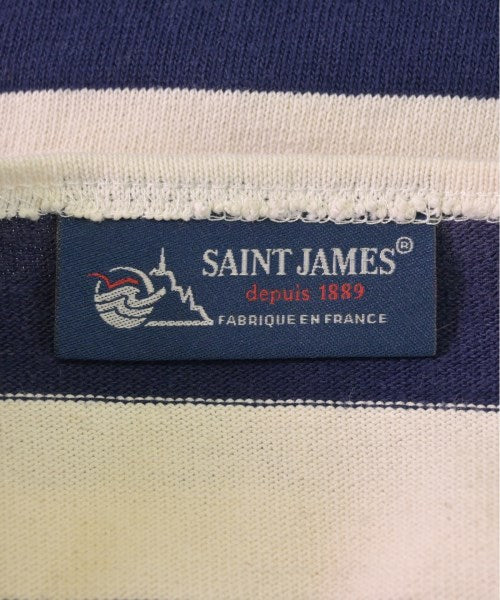 SAINT JAMES®
depuis 1889
FABRIQUE EN FRANCE